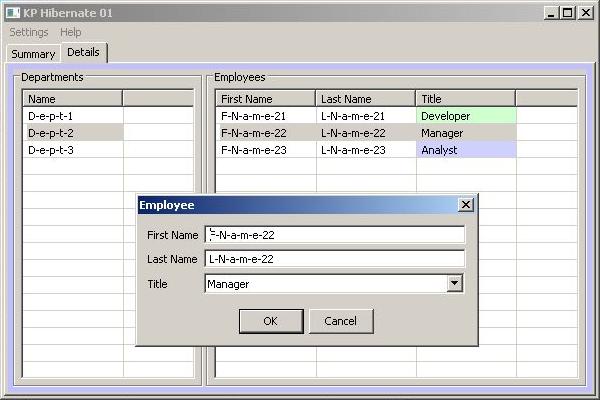 KP Hibernate 01
Settings Help
Summary Details
Departments Employees
Name First Name Last Name Title
D-e-p-t-1 F-N-a-m-e-21 L-N-a-m-e-21 Developer
D-e-p-t-2 F-N-a-m-e-22 L-N-a-m-e-22 Manager
D-e-p-t-3 F-N-a-m-e-23 L-N-a-m-e-23 Analyst
Employee
First Name F-N-a-m-e-22
Last Name L-N-a-m-e-22
Title Manager
OK Cancel